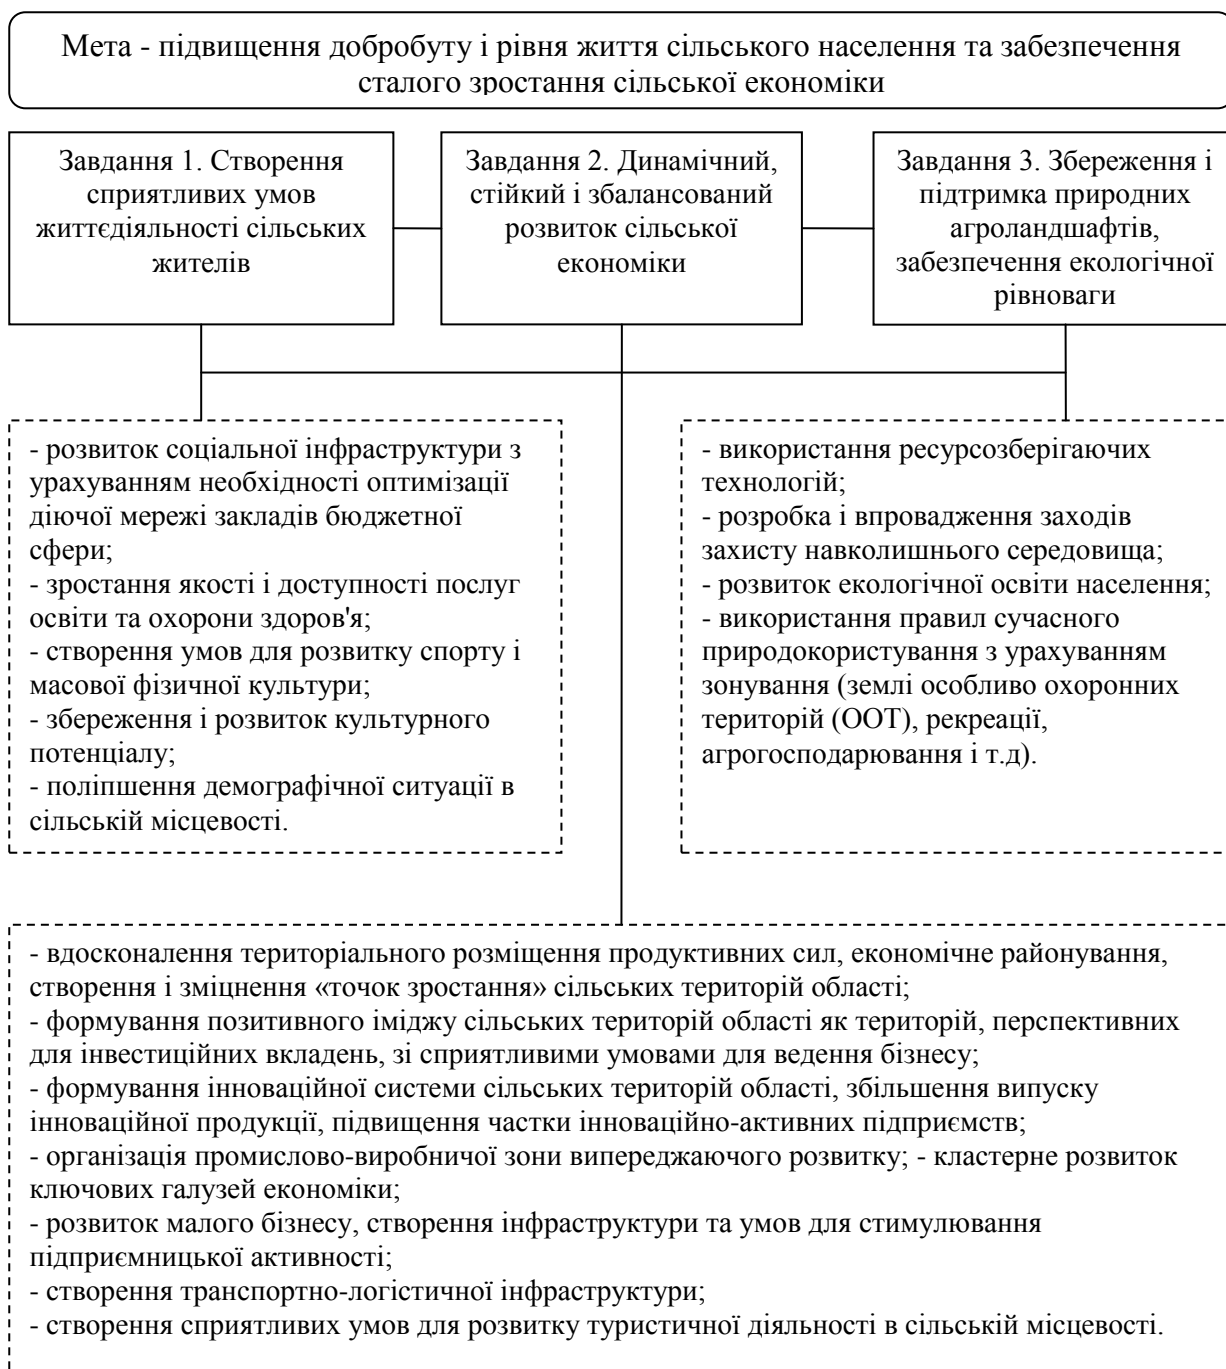 Мета - підвищення добробуту і рівня життя сільського населення та забезпечення
сталого зростання сільської економіки
Завдання 1. Створення
сприятливих умов
життєдіяльності сільських
жителів
Завдання 2. Динамічний,
стійкий і збалансований
розвиток сільської
економіки
Завдання 3. Збереження і
підтримка природних
агроландшафтів,
забезпечення екологічної
рівноваги
- розвиток соціальної інфраструктури з
урахуванням необхідності оптимізації
діючої мережі закладів бюджетної
сфери;
- зростання якості і доступності послуг
освіти та охорони здоров'я;
- створення умов для розвитку спорту і
масової фізичної культури;
- збереження і розвиток культурного
потенціалу;
- поліпшення демографічної ситуації в
сільській місцевості.
- використання ресурсозберігаючих
технологій;
- розробка і впровадження заходів
захисту навколишнього середовища;
- розвиток екологічної освіти населення;
- використання правил сучасного
природокористування з урахуванням
зонування (землі особливо охоронних
територій (ООТ), рекреації,
агрогосподарювання і т.д).
- вдосконалення територіального розміщення продуктивних сил, економічне районування,
створення і зміцнення «точок зростання» сільських територій області;
- формування позитивного іміджу сільських територій області як територій, перспективних
для інвестиційних вкладень, зі сприятливими умовами для ведення бізнесу;
- формування інноваційної системи сільських територій області, збільшення випуску
інноваційної продукції, підвищення частки інноваційно-активних підприємств;
- організація промислово-виробничої зони випереджаючого розвитку; - кластерне розвиток
ключових галузей економіки;
- розвиток малого бізнесу, створення інфраструктури та умов для стимулювання
підприємницької активності;
- створення транспортно-логістичної інфраструктури;
- створення сприятливих умов для розвитку туристичної діяльності в сільській місцевості.